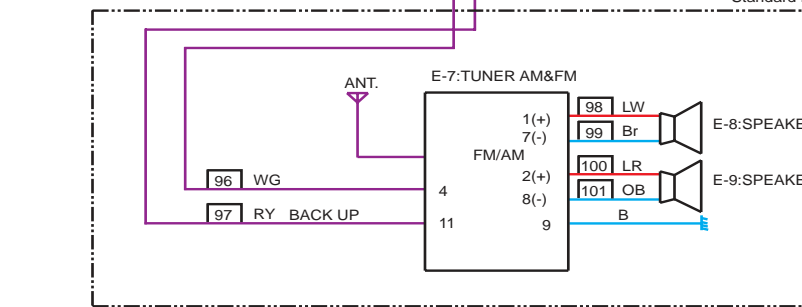 Standard
E-7:TUNER AM&FM
ANT.
98 LW
1(+)
E-8:SPEAKE
99 Br
7(-)
FM/AM
100 LR
2(+)
E-9:SPEAKE
96 WG
4
101 OB
8(-)
97 RY BACK UP
11
B
9